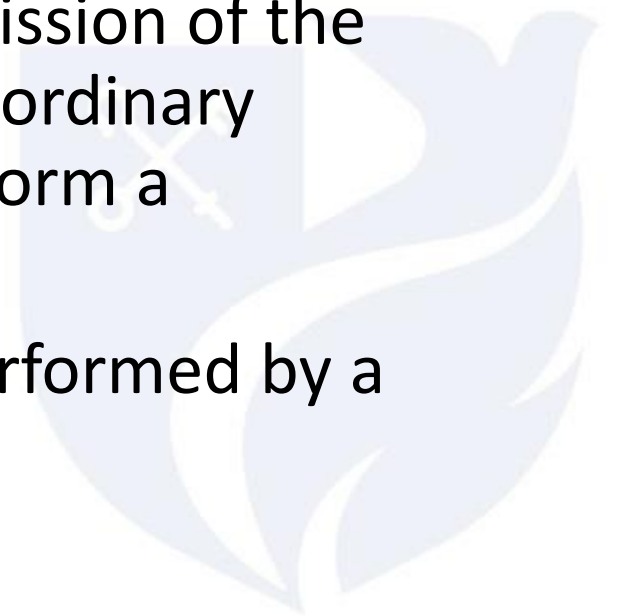 ission of the
ordinary
orm a
rformed by a